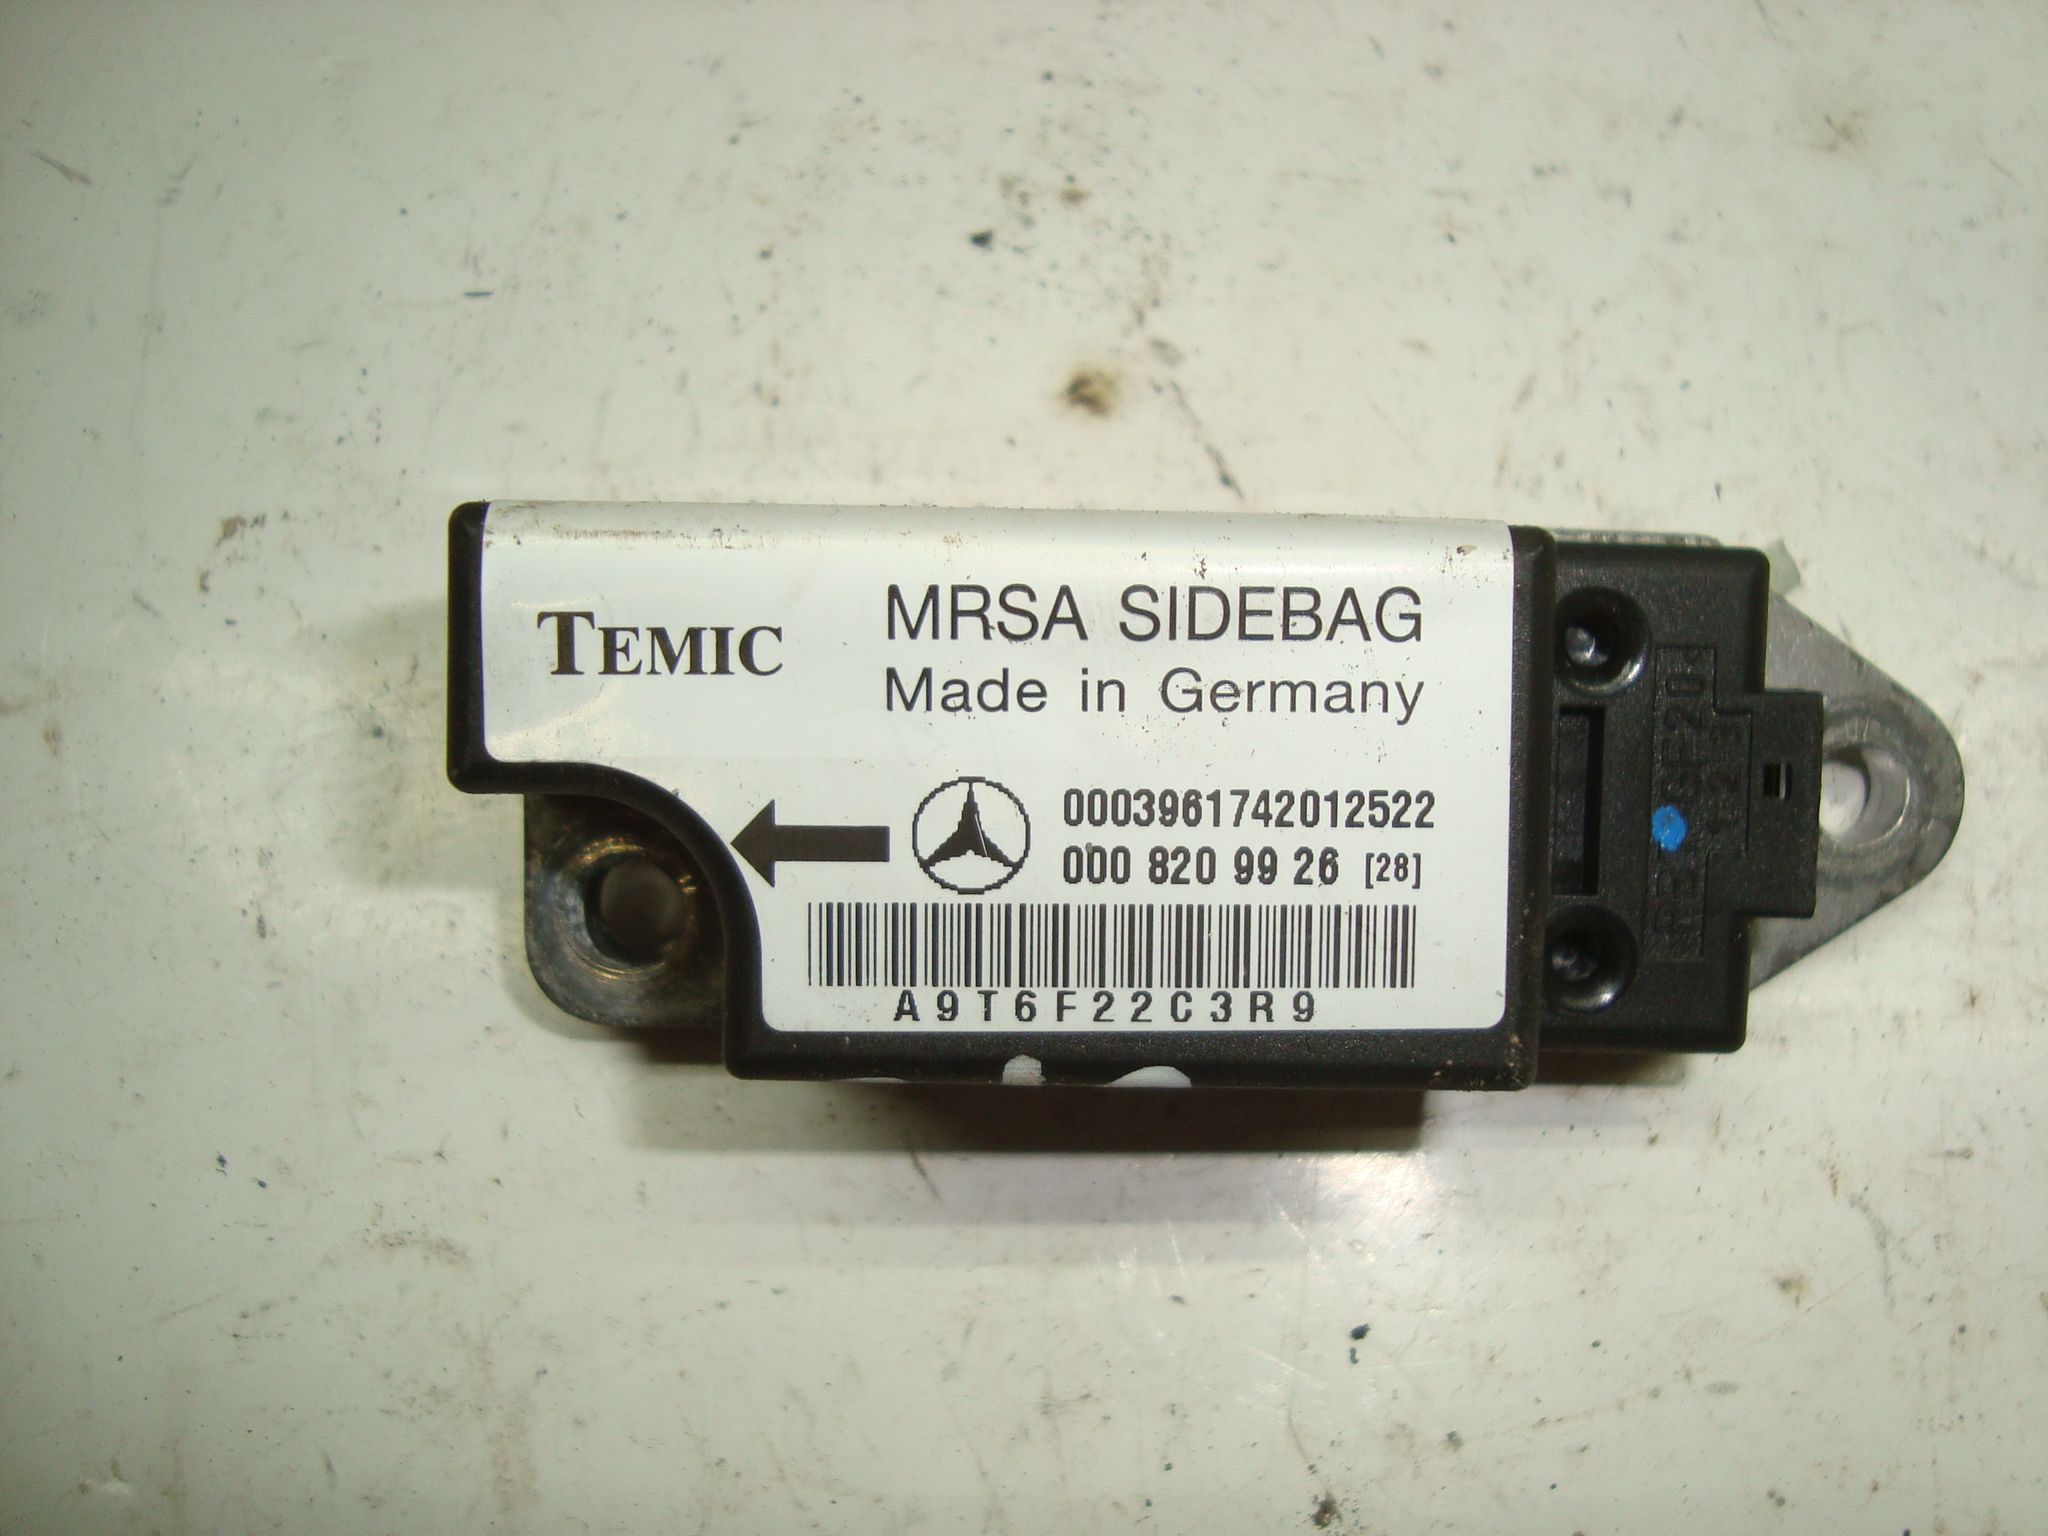 TEMIC
MRSA SIDEBAG
Made in Germany
0003961742012522
000 820 99 26 [28]
A9T6F22C3R9